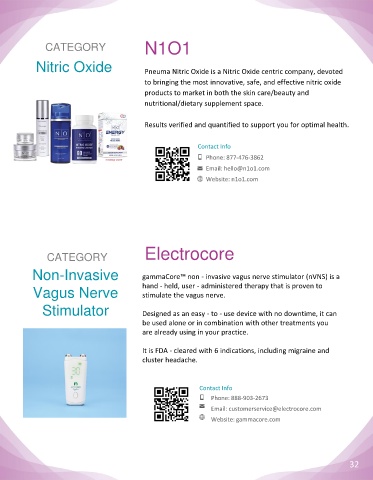 CATEGORY
Nitric Oxide
N1O1
Pneuma Nitric Oxide is a Nitric Oxide centric company, devoted
to bringing the most innovative, safe, and effective nitric oxide
products to market in both the skin care/beauty and
nutritional/dietary supplement space.
Results verified and quantified to support you for optimal health.
Contact Info
Phone: 877-476-3862
Email: hello@n1o1.com
Website: n1o1.com
CATEGORY
Non-Invasive
Vagus Nerve
Stimulator
Electrocore
gammaCore™ non - invasive vagus nerve stimulator (nVNS) is a
hand - held, user - administered therapy that is proven to
stimulate the vagus nerve.
Designed as an easy - to - use device with no downtime, it can
be used alone or in combination with other treatments you
are already using in your practice.
It is FDA - cleared with 6 indications, including migraine and
cluster headache.
Contact Info
Phone: 888-903-2673
Email: customerservice@electrocore.com
Website: gammacore.com
32